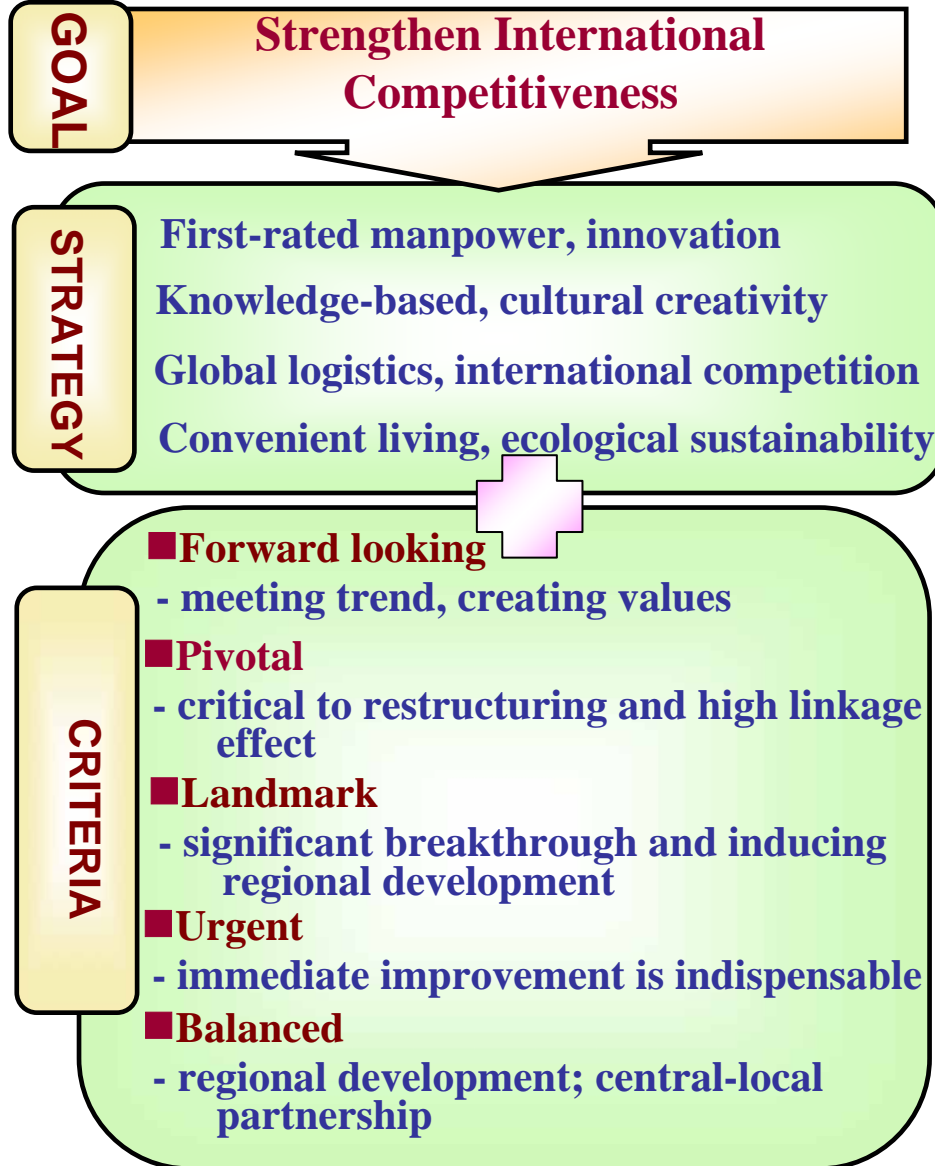 GOAL
Strengthen International
Competitiveness
STRATEGY
First-rated manpower, innovation
Knowledge-based, cultural creativity
Global logistics, international competition
Convenient living, ecological sustainability
CRITERIA
■Forward looking
- meeting trend, creating values
■Pivotal
- critical to restructuring and high linkage
effect
■Landmark
- significant breakthrough and inducing
regional development
■Urgent
- immediate improvement is indispensable
■Balanced
- regional development; central-local
partnership